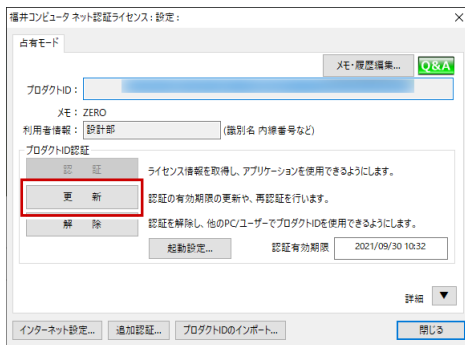 福井コンピュータ ネット認証ライセンス : 設定 :
占有モード
メモ・履歴編集... Q&A
プロダクトID :
メモ : ZERO
利用者情報 : 設計部 (識別名 内線番号など)
プロダクトID認証
認 証 ライセンス情報を取得し、アプリケーションを使用できるようにします。
更 新 認証の有効期限の更新や、再認証を行います。
解 除 認証を解除し、他のPC/ユーザーでプロダクトIDを使用できるようにします。
起動設定... 認証有効期限 2021/09/30 10:32
詳細 ▼
インターネット設定... 追加認証... プロダクトIDのインポート... 閉じる